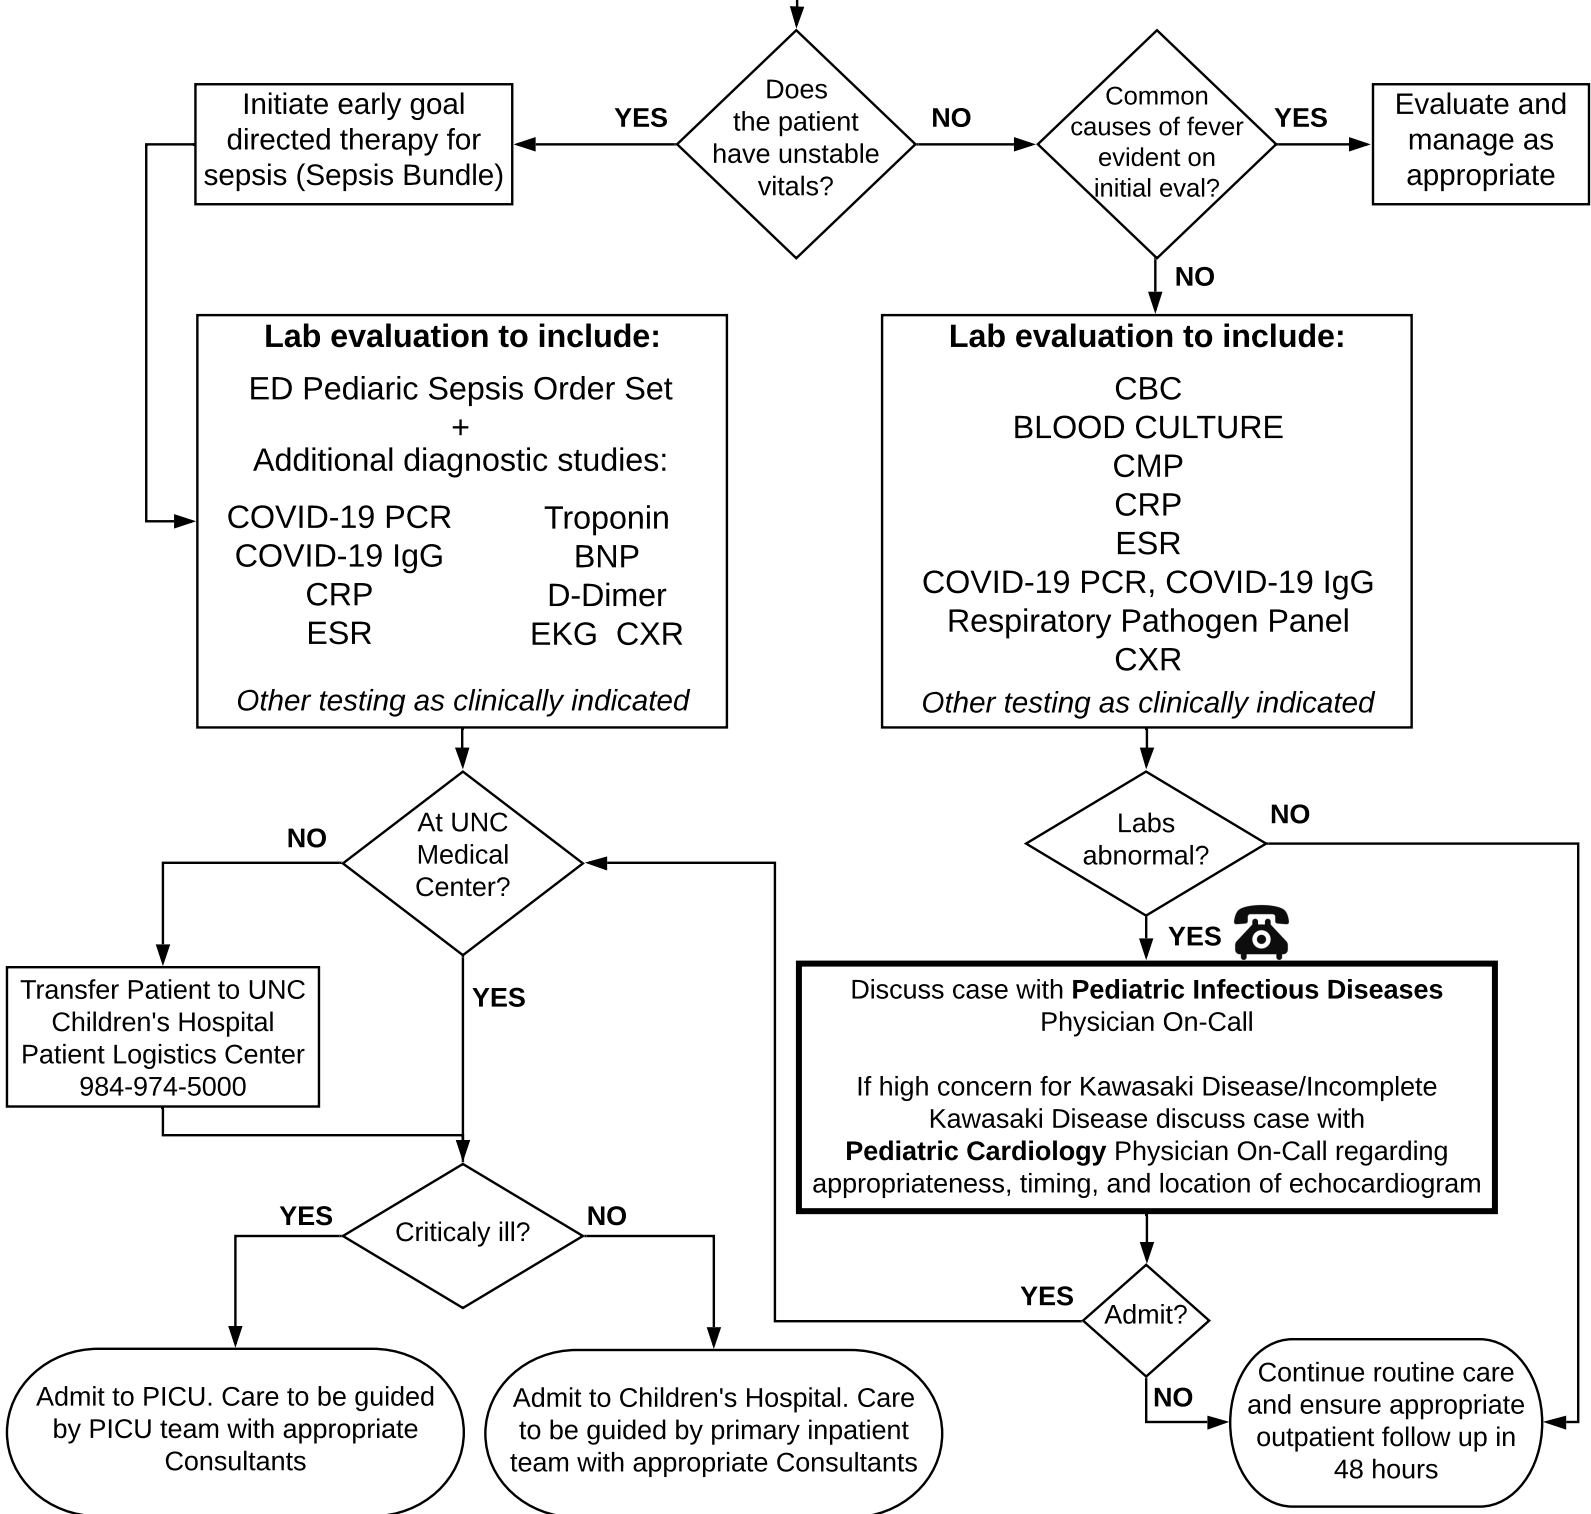 Does
the patient
have unstable
vitals?
YES
NO
Initiate early goal
directed therapy for
sepsis (Sepsis Bundle)
Common
causes of fever
evident on
initial eval?
YES
NO
Evaluate and
manage as
appropriate
Lab evaluation to include:
ED Pediaric Sepsis Order Set
+
Additional diagnostic studies:
COVID-19 PCR
COVID-19 IgG
CRP
ESR
Troponin
BNP
D-Dimer
EKG  CXR
Other testing as clinically indicated
Lab evaluation to include:
CBC
BLOOD CULTURE
CMP
CRP
ESR
COVID-19 PCR, COVID-19 IgG
Respiratory Pathogen Panel
CXR
Other testing as clinically indicated
At UNC
Medical
Center?
NO
YES
Labs
abnormal?
NO
YES
Transfer Patient to UNC
Children's Hospital
Patient Logistics Center
984-974-5000
Discuss case with Pediatric Infectious Diseases
Physician On-Call
If high concern for Kawasaki Disease/Incomplete
Kawasaki Disease discuss case with
Pediatric Cardiology Physician On-Call regarding
appropriateness, timing, and location of echocardiogram
Criticaly ill?
YES
NO
Admit?
YES
NO
Admit to PICU. Care to be guided
by PICU team with appropriate
Consultants
Admit to Children's Hospital. Care
to be guided by primary inpatient
team with appropriate Consultants
Continue routine care
and ensure appropriate
outpatient follow up in
48 hours